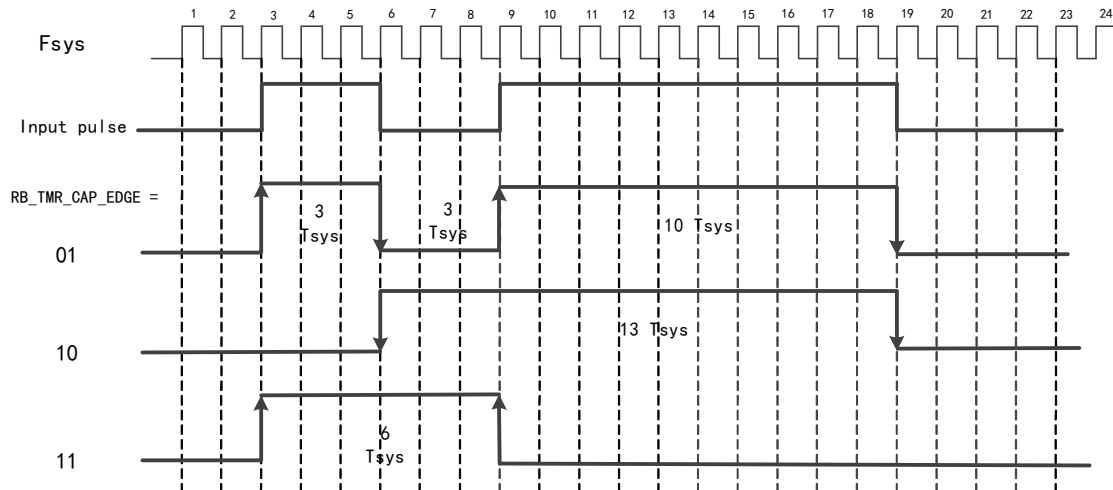 1 2 3 4 5 6 7 8 9 10 11 12 13 14 15 16 17 18 19 20 21 22 23 24
Fsys
Input pulse
RB_TMR_CAP_EDGE =
3
Tsys
3
Tsys
10 Tsys
01
13 Tsys
10
6
Tsys
11